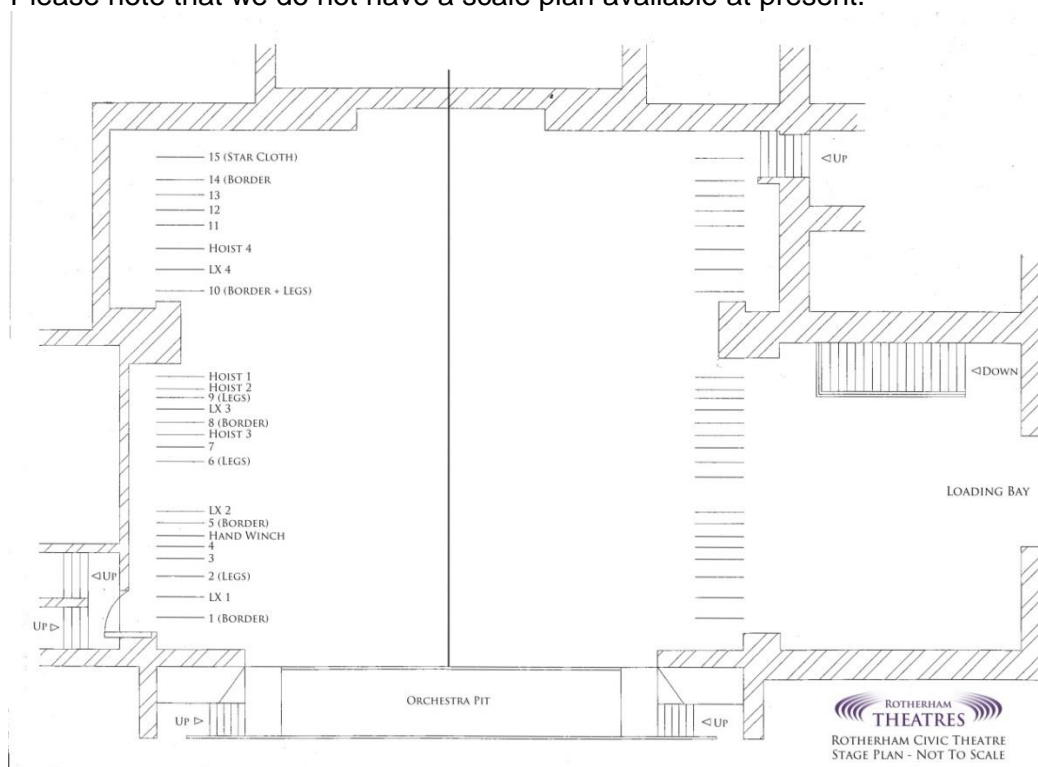 Please note that we do not have a scale plan available at present.
15 (STAR CLOTH)
14 (BORDER
13
12
11
HOIST 4
LX 4
10 (BORDER + LEGS)
UP
HOIST 1
HOIST 2
9 (LEGS)
LX 3
8 (BORDER)
HOIST 3
7
6 (LEGS)
DOWN
LOADING BAY
LX 2
5 (BORDER)
HAND WINCH
4
3
2 (LEGS)
LX 1
1 (BORDER)
UP
UP
ORCHESTRA PIT
UP
UP
ROTHERHAM
THEATRES
ROTHERHAM CIVIC THEATRE
STAGE PLAN - NOT TO SCALE